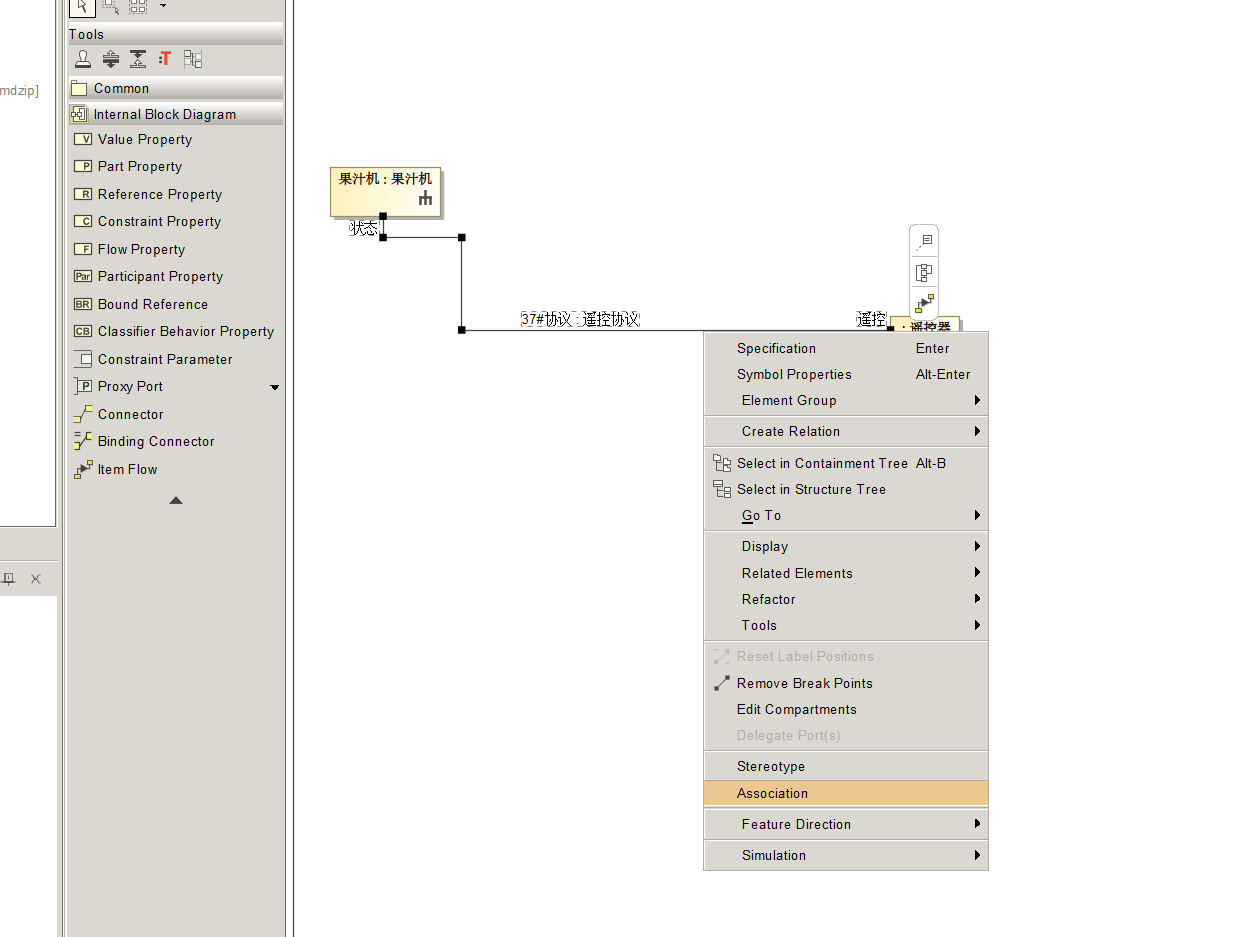 Tools
mdzip]
Common
Internal Block Diagram
V Value Property
P Part Property
R Reference Property
C Constraint Property
F Flow Property
Par Participant Property
BR Bound Reference
CB Classifier Behavior Property
Constraint Parameter
P Proxy Port
Connector
Binding Connector
Item Flow
果汁机 : 果汁机
状态
37#协议 : 遥控协议
遥控
: 遥控器
Specification Enter
Symbol Properties Alt-Enter
Element Group
Create Relation
Select in Containment Tree Alt-B
Select in Structure Tree
Go To
Display
Related Elements
Refactor
Tools
Reset Label Positions
Remove Break Points
Edit Compartments
Delegate Port(s)
Stereotype
Association
Feature Direction
Simulation